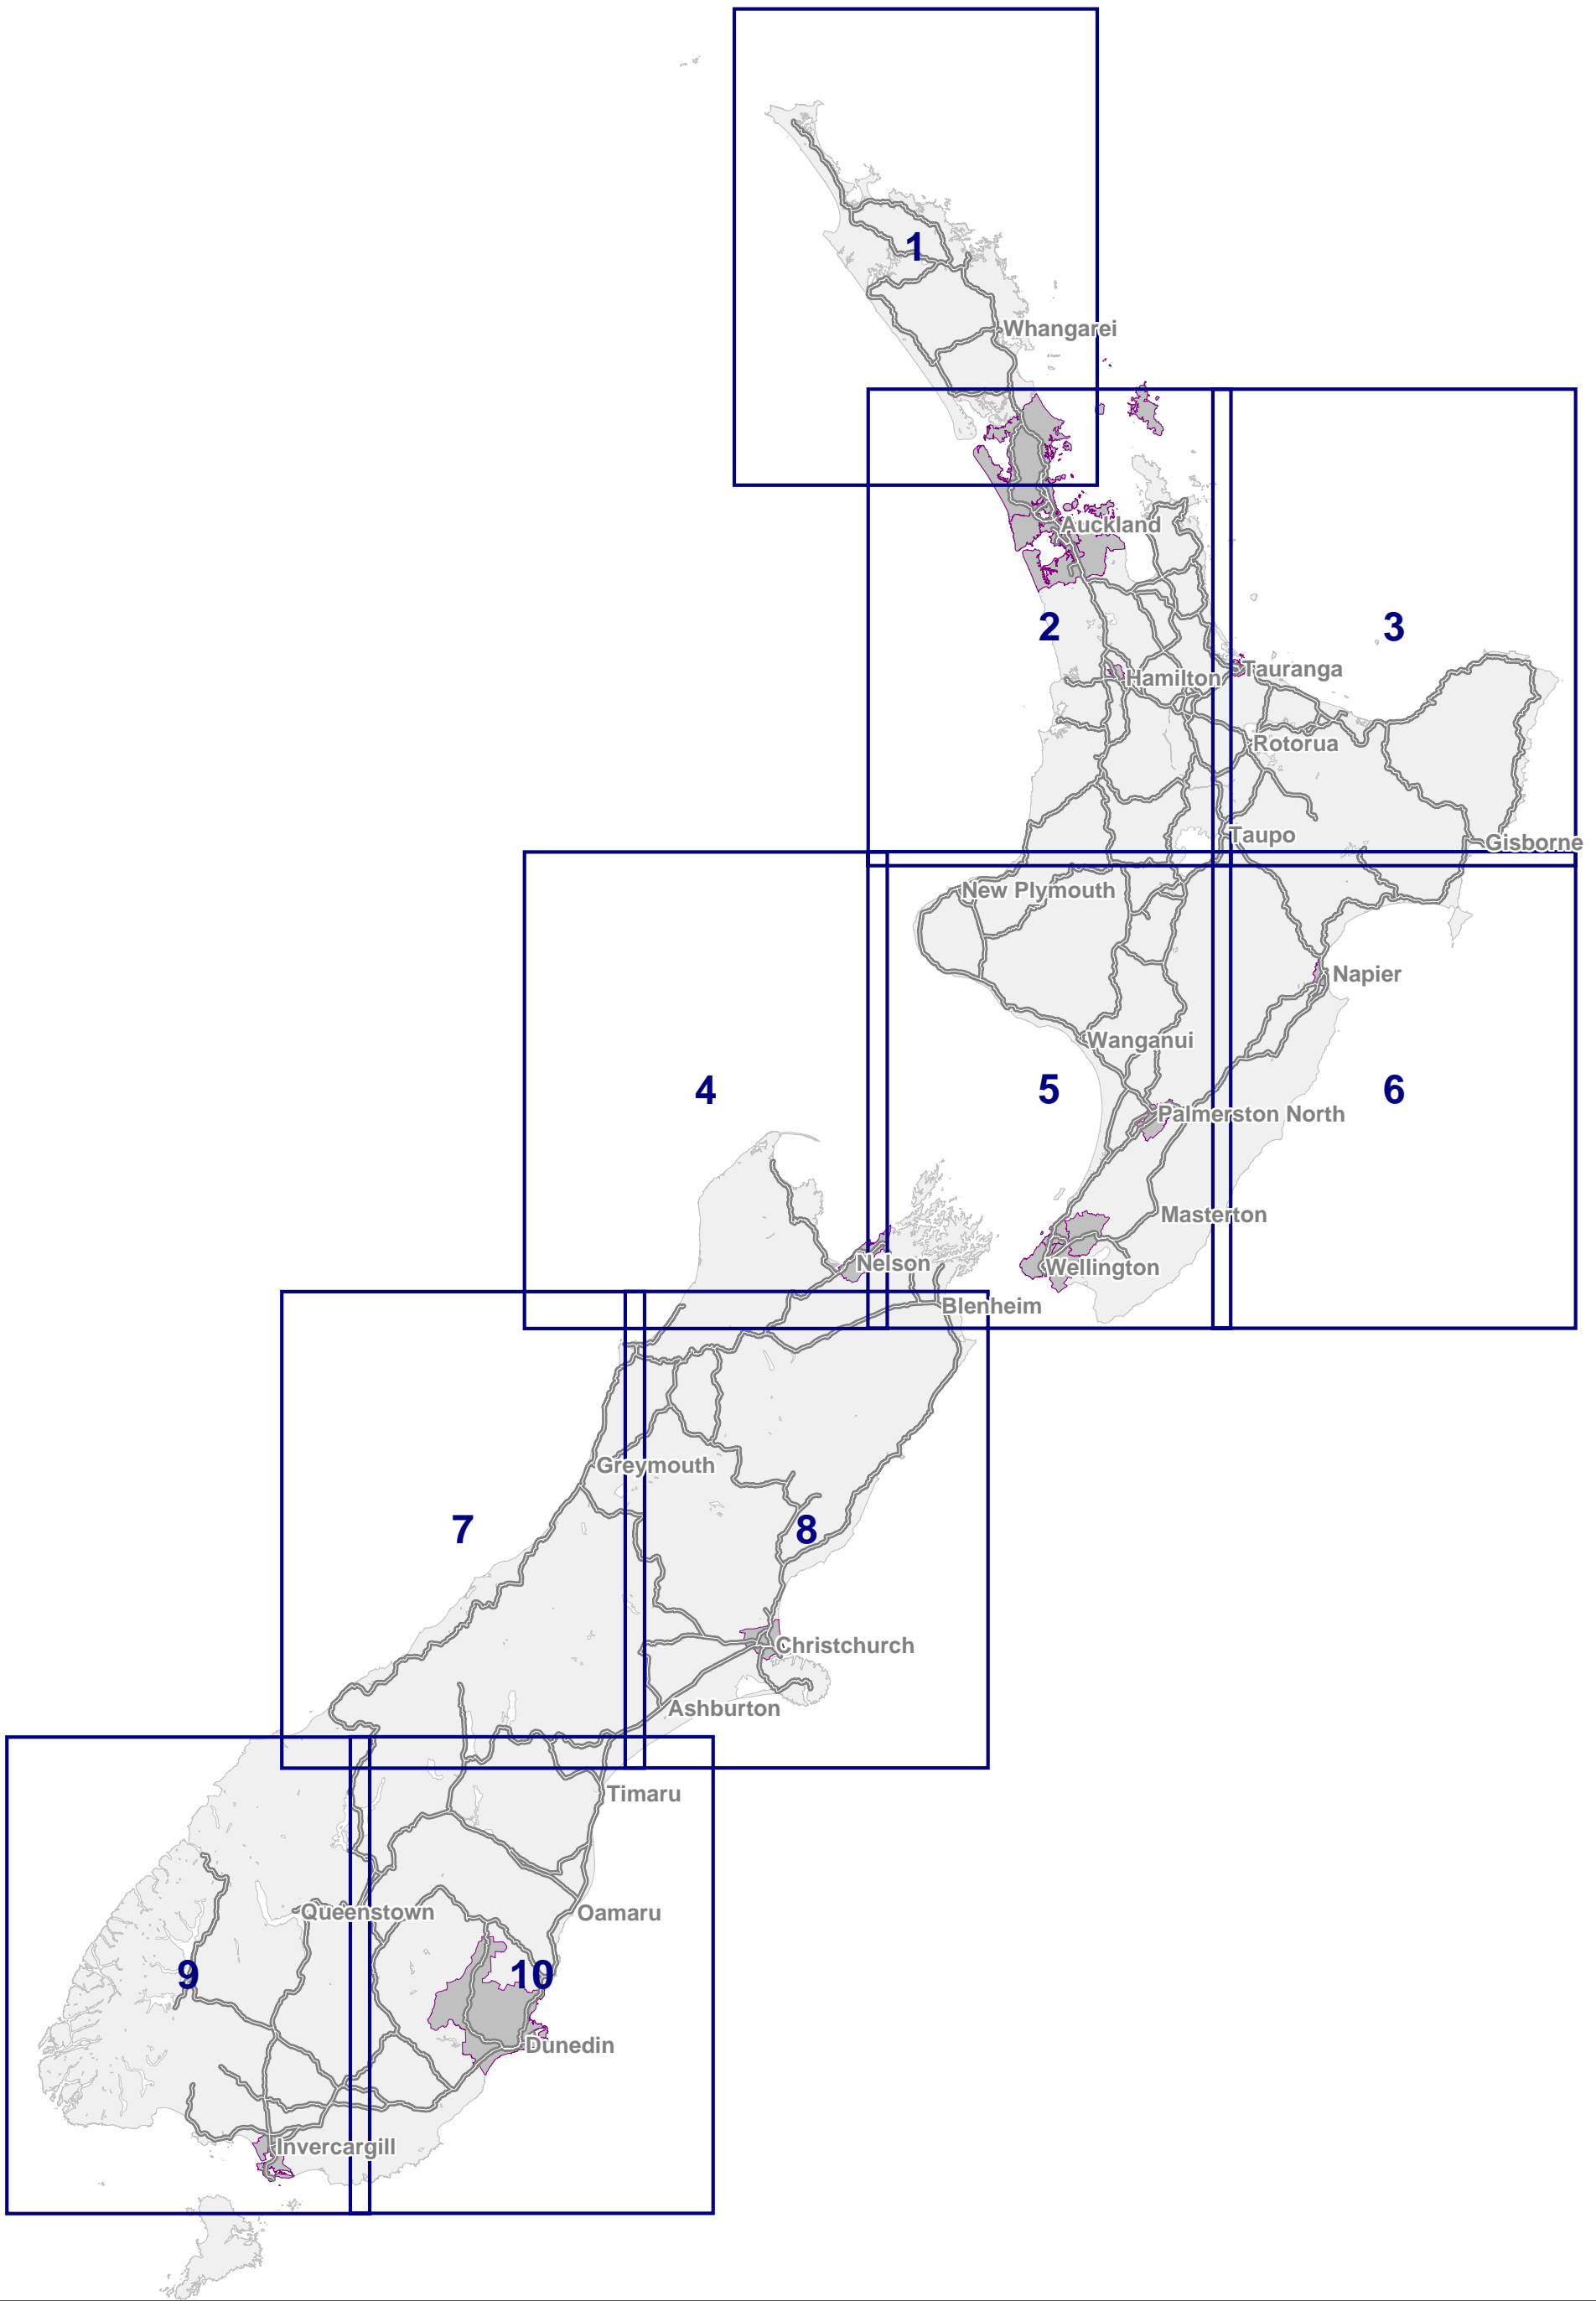 1
Whangarei
Auckland
2
3
Tauranga
Hamilton
Rotorua
Taupo
Gisborne
New Plymouth
Napier
Wanganui
4
5
6
Palmerston North
Masterton
Nelson
Wellington
Blenheim
Greymouth
7
8
Christchurch
Ashburton
Timaru
Queenstown
Oamaru
9
10
Dunedin
Invercargill